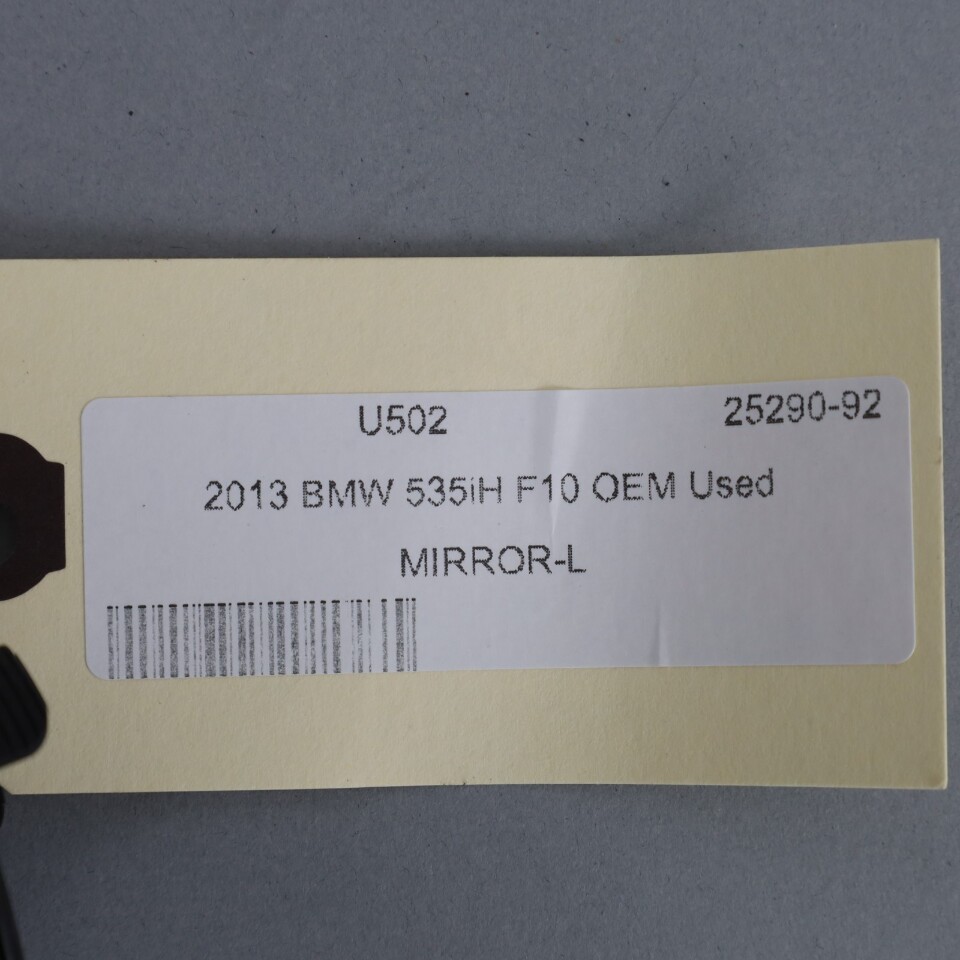 U502 25290-92
2013 BMW 535iH F10 OEM Used
MIRROR-L